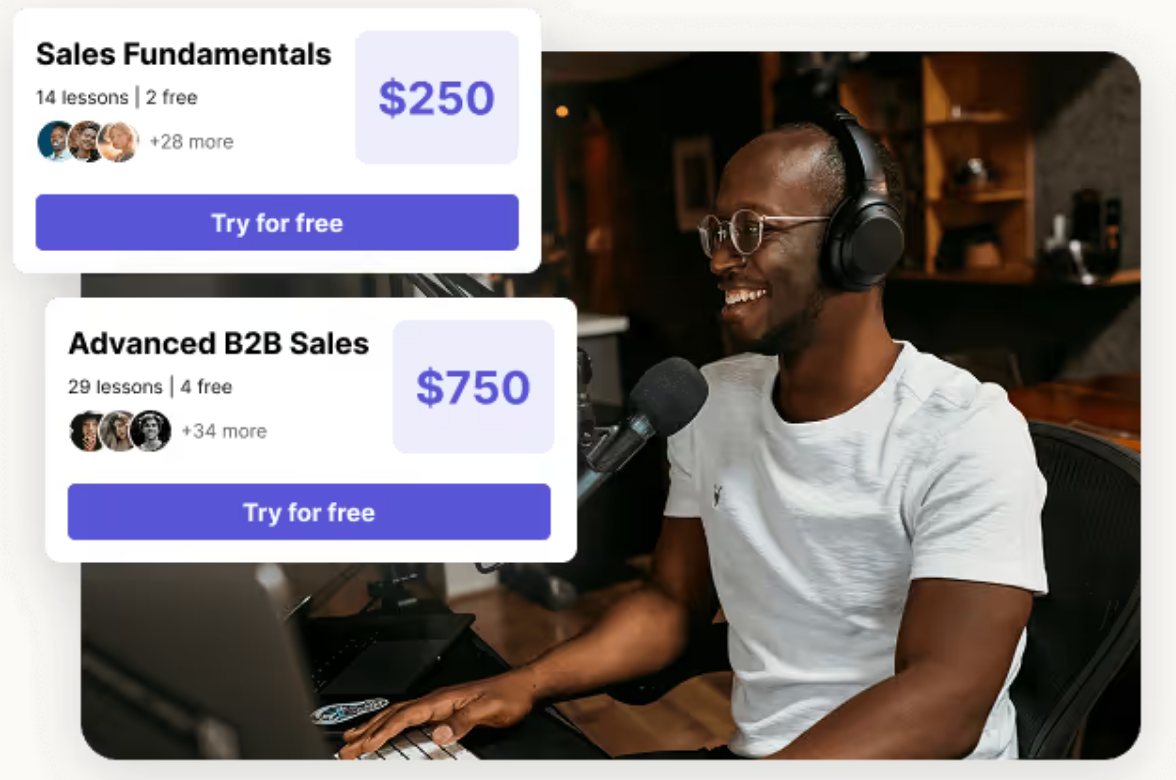 Sales Fundamentals
14 lessons | 2 free
+28 more
$250
Try for free
Advanced B2B Sales
29 lessons | 4 free
+34 more
$750
Try for free